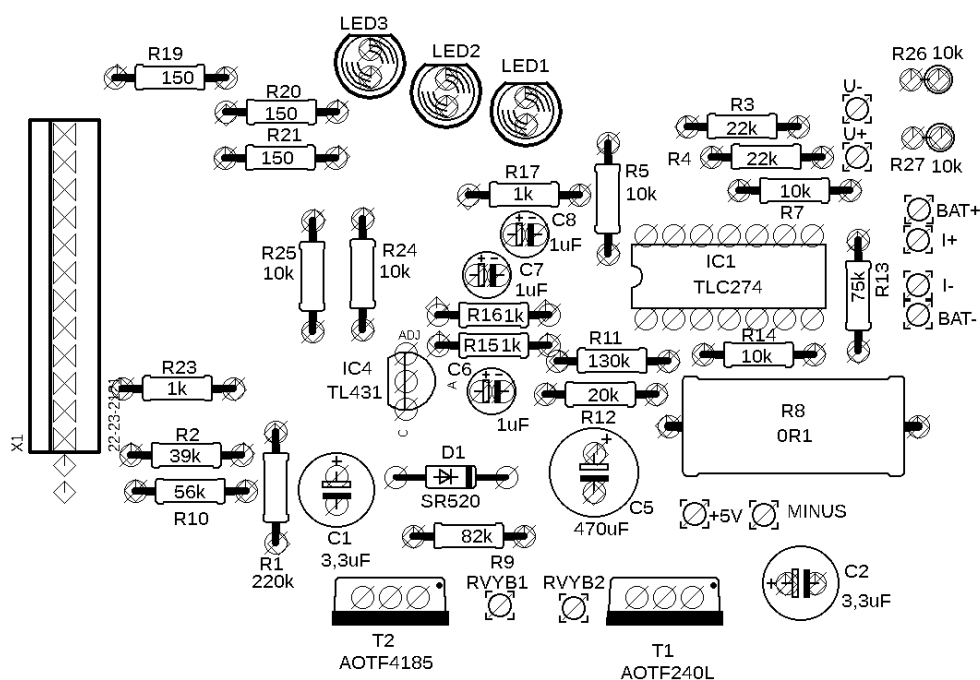 LED3
R19
150
LED2
LED1
R26 10k
R20
150
U-
R3
22k
U+
R21
150
R4
22k
R27 10k
R17
1k
R5
10k
10k
R7
BAT+
C8
1uF
I+
R25
10k
R24
10k
C7
1uF
IC1
TLC274
75k
R13
I-
BAT-
R16 1k
ADJ
R15 1k
R11
130k
R14
10k
IC4
TL431
C
C6
A
1uF
20k
R12
R23
1k
22-23-2121
X1
R8
0R1
R2
39k
56k
R10
D1
SR520
C5
470uF
+5V
MINUS
C1
3,3uF
R1
220k
82k
R9
RVYB1
RVYB2
C2
3,3uF
T2
AOTF4185
T1
AOTF240L